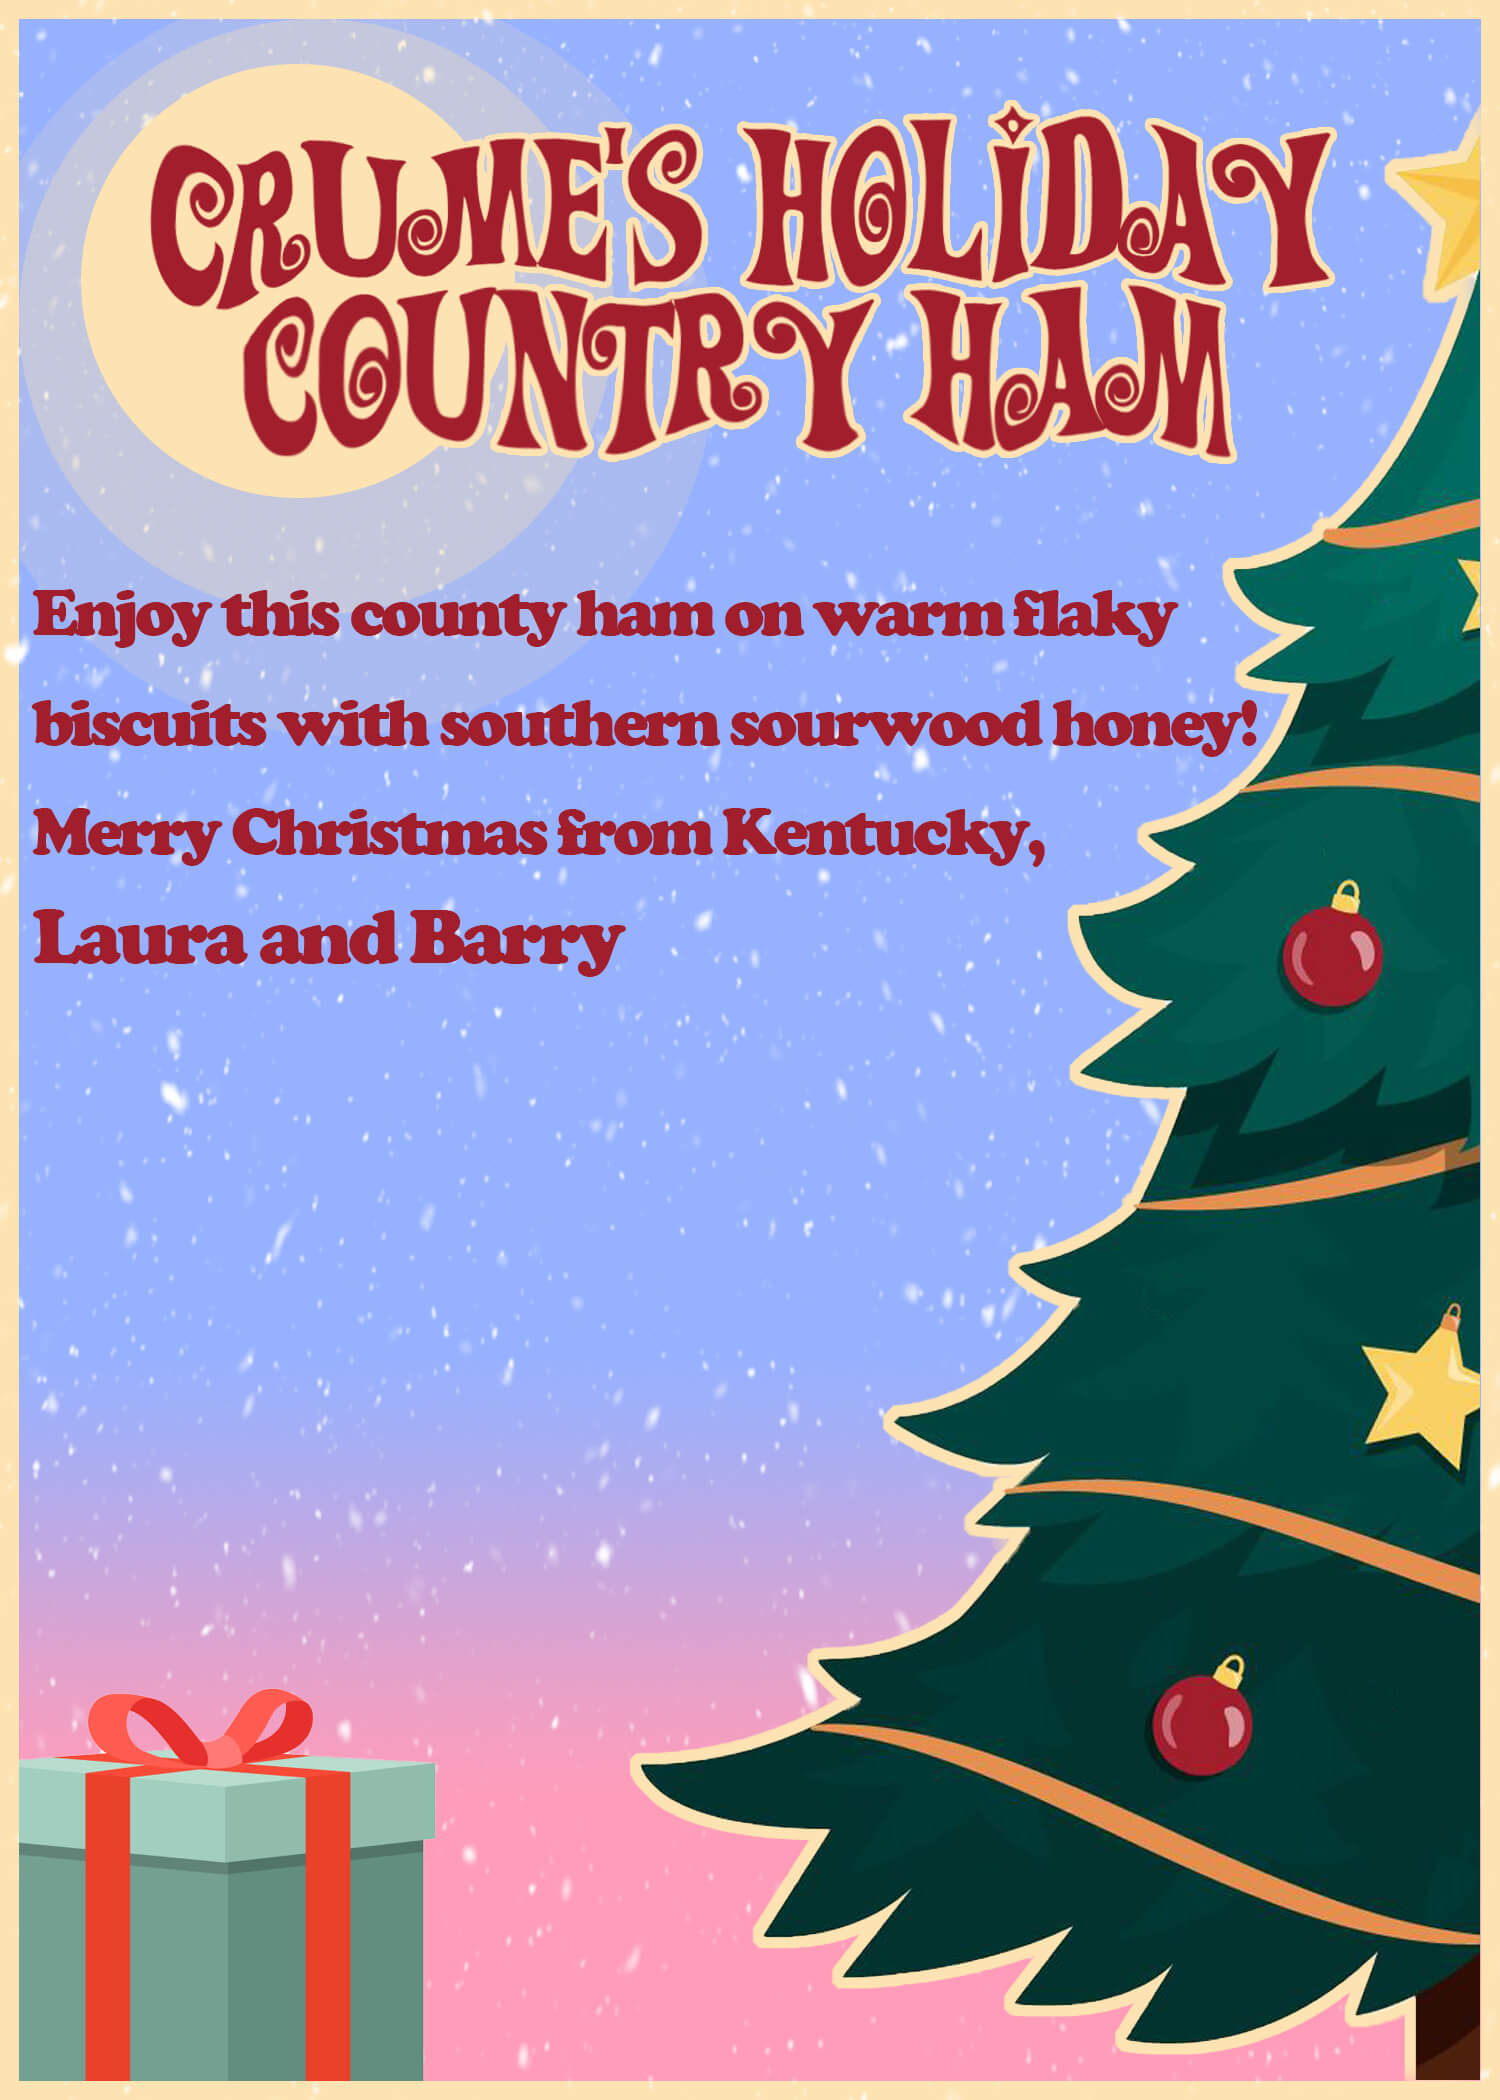 CRUME'S HOLIDAY
COUNTRY HAM
Enjoy this county ham on warm flaky
biscuits with southern sourwood honey!
Merry Christmas from Kentucky,
Laura and Barry